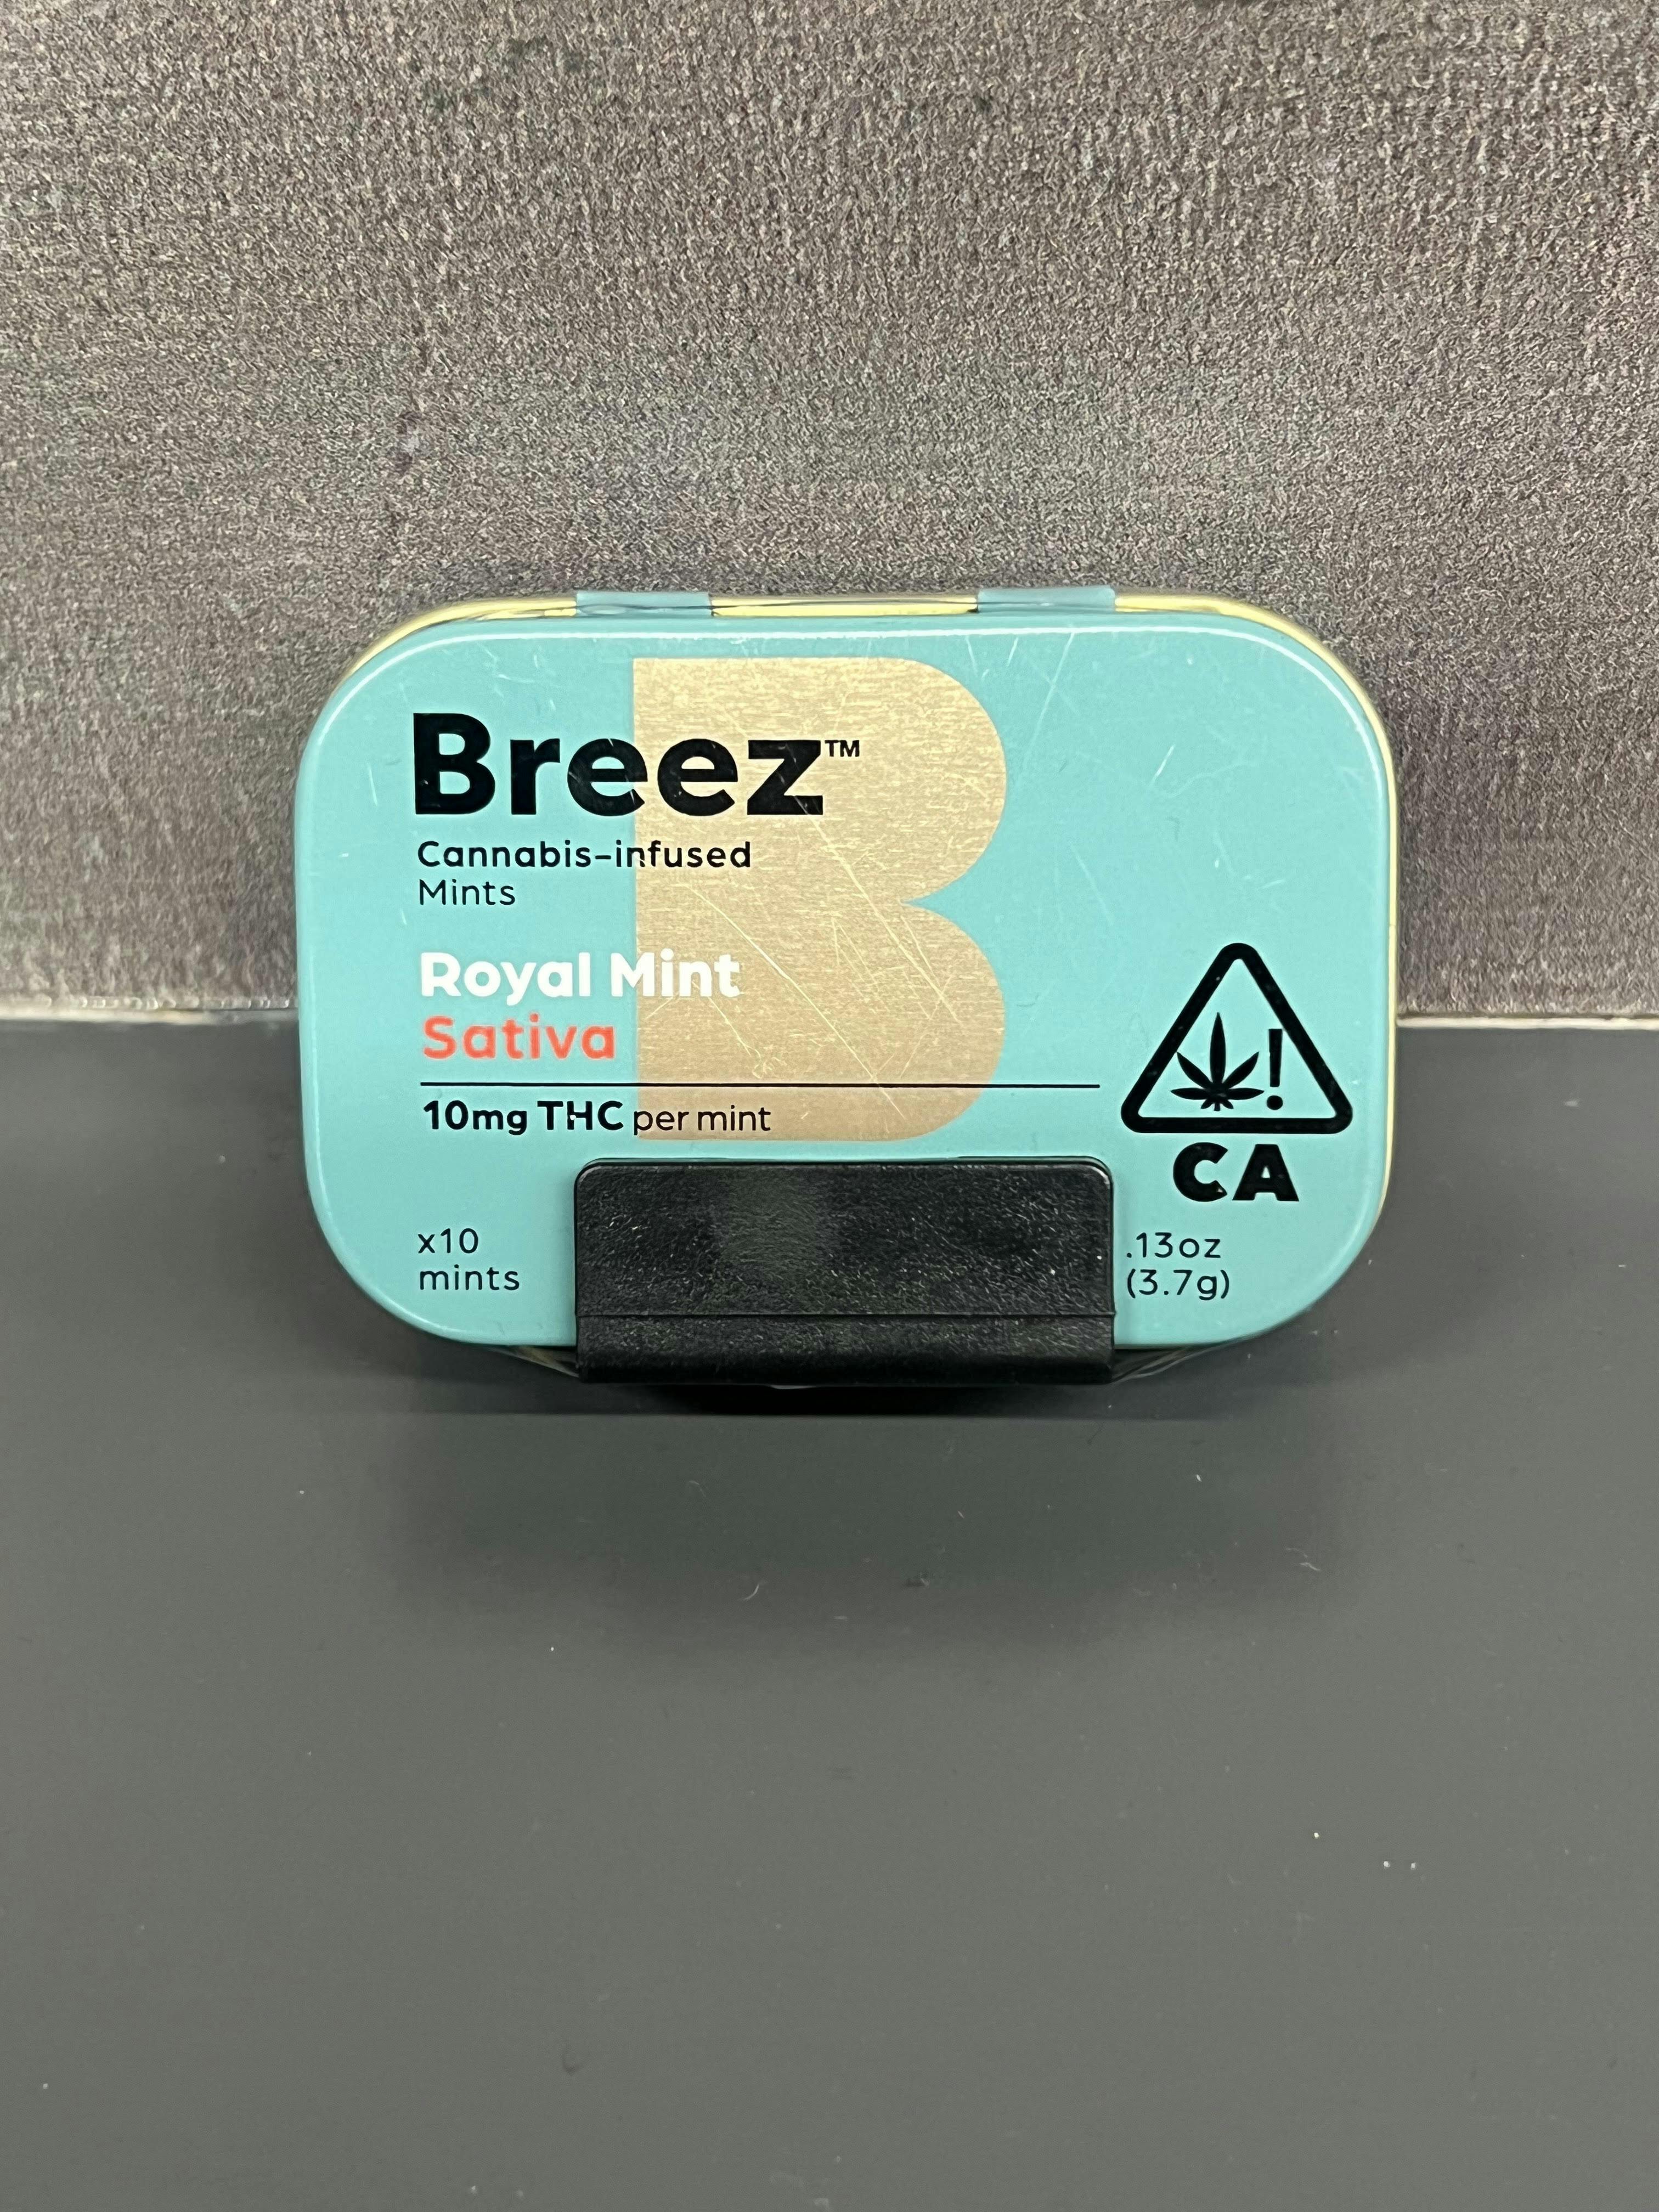 Breez™
Cannabis-infused
Mints
Royal Mint
Sativa
10mg THC per mint
!
CA
x10
mints
.13oz
(3.7g)